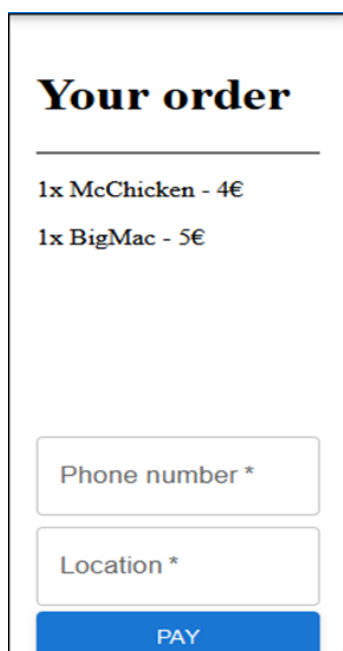 Your order
1x McChicken - 4€
1x BigMac - 5€
Phone number *
Location *
PAY